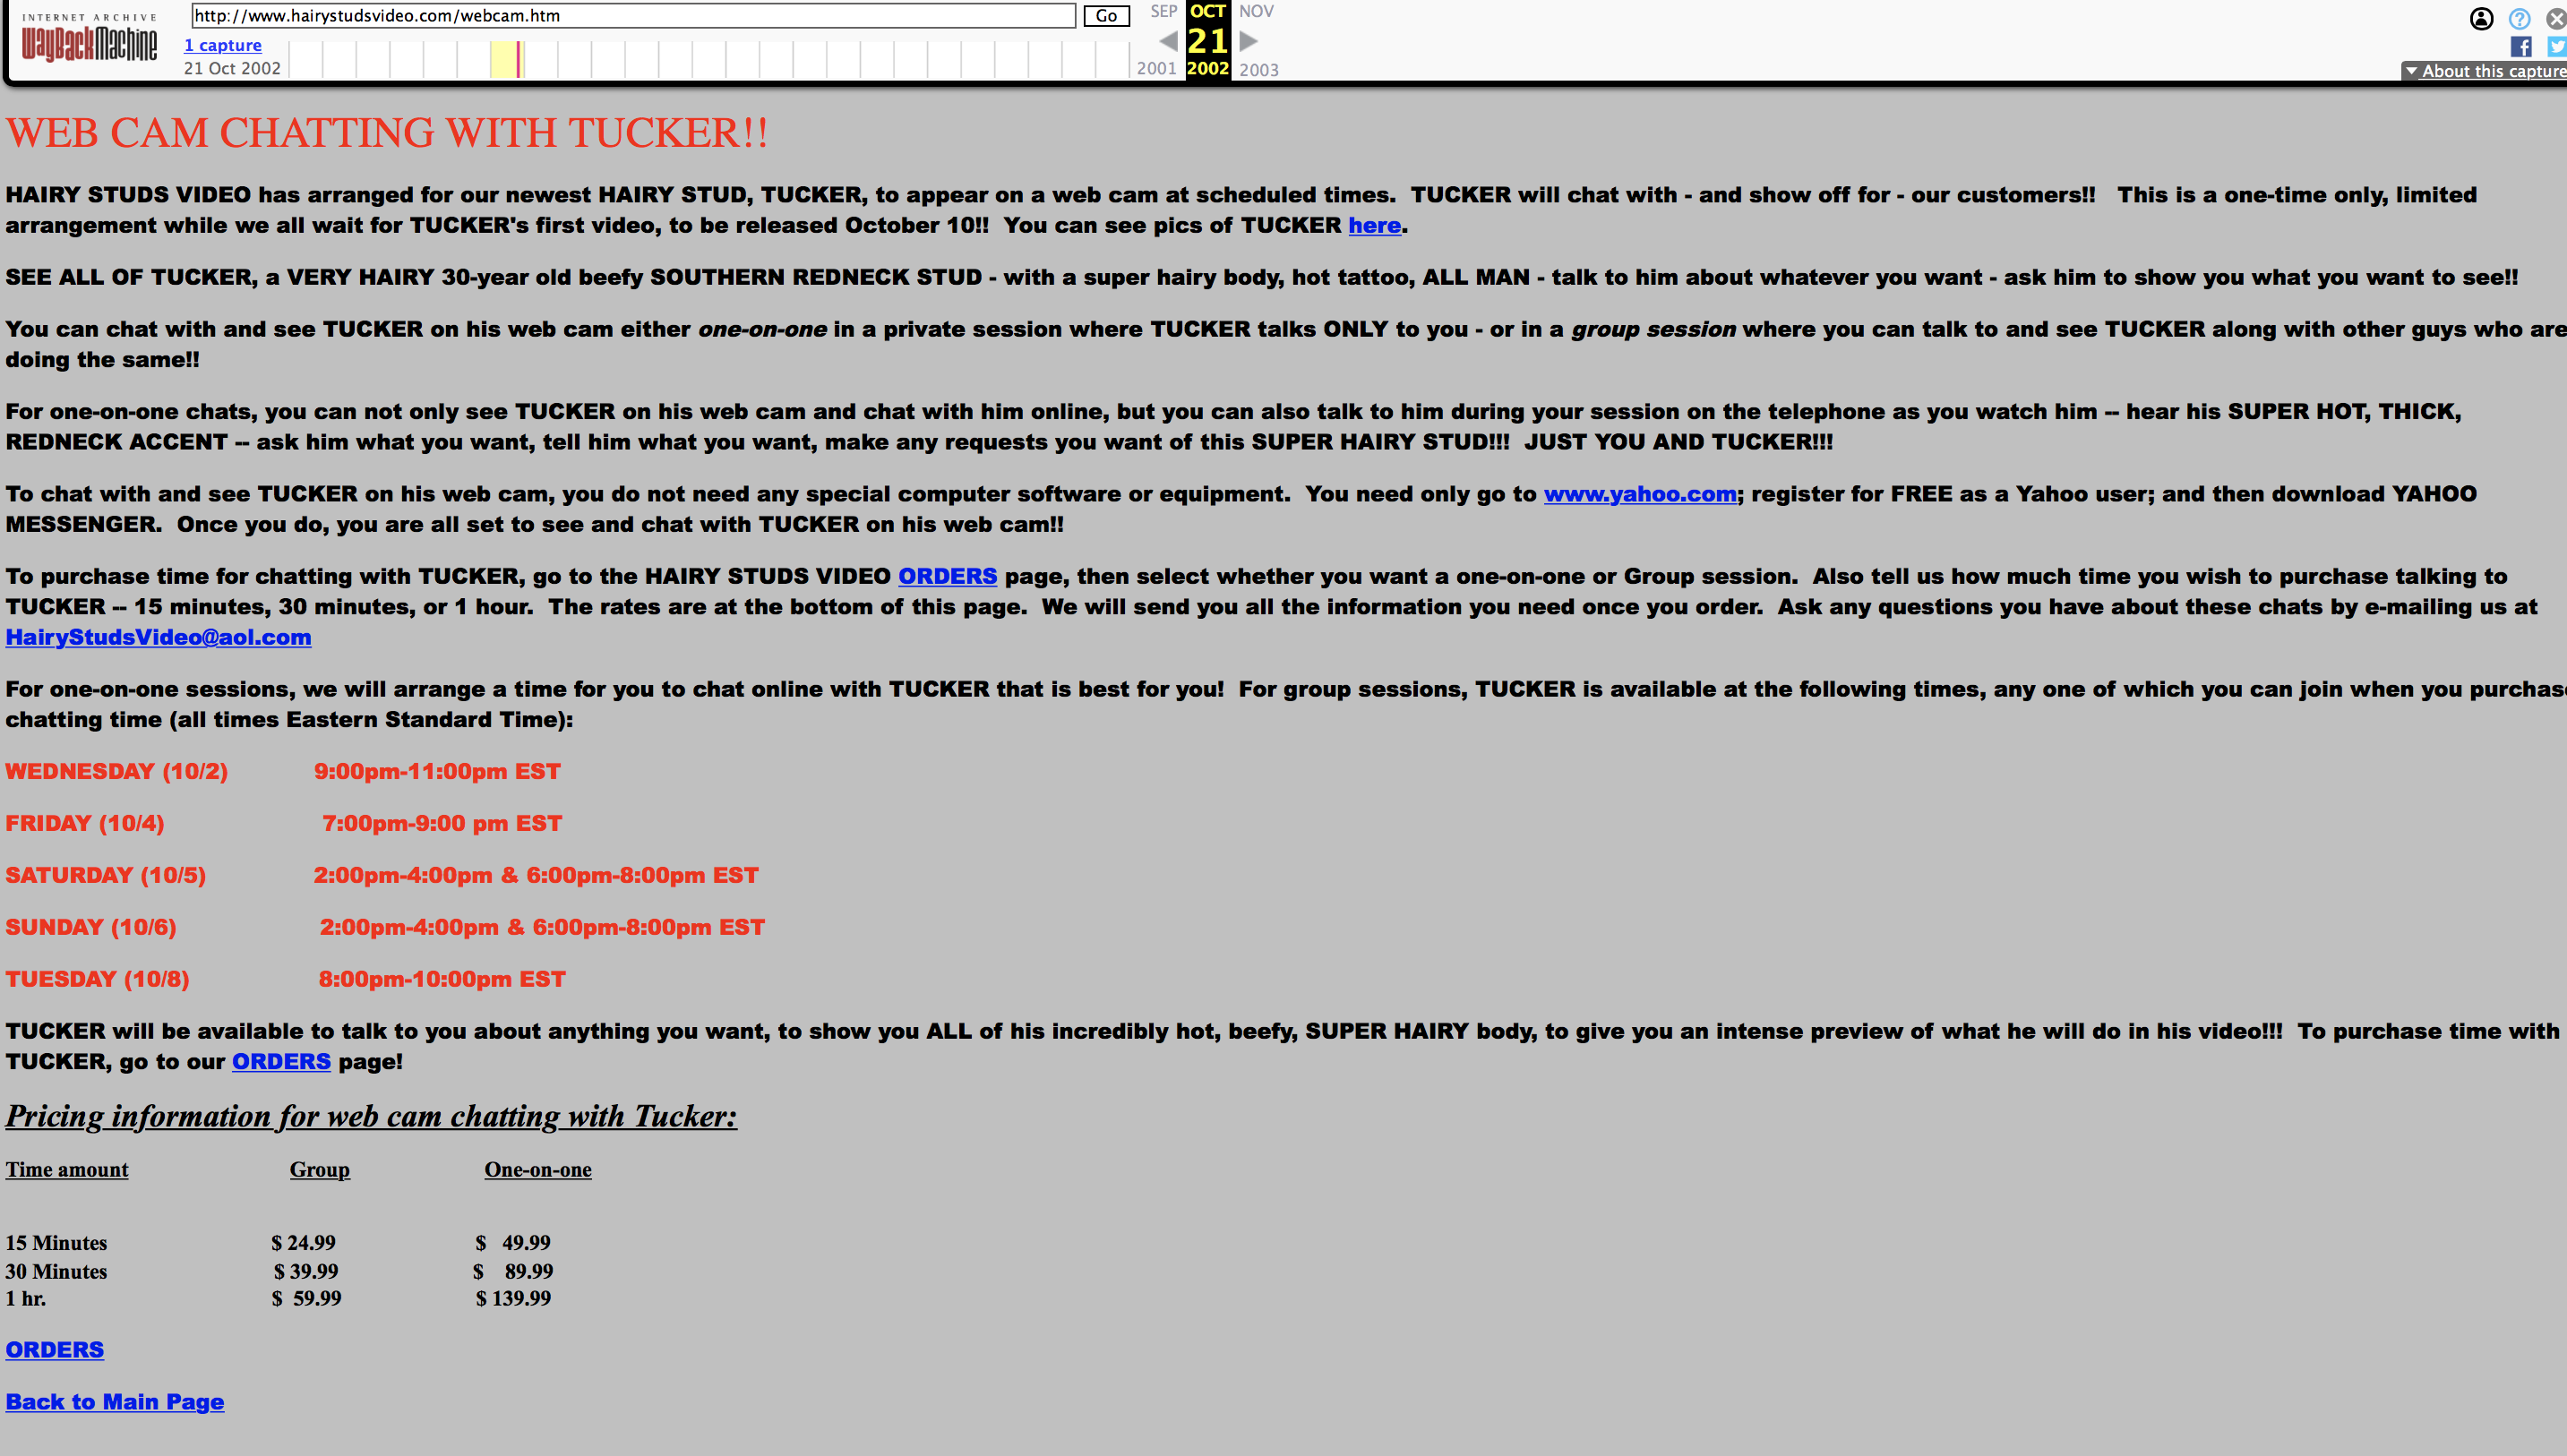 INTERNET ARCHIVE
WayBackMachine
http://www.hairystudsvideo.com/webcam.htm
Go
SEP OCT NOV
1 capture
21
21 Oct 2002
2001 2002 2003
About this capture
WEB CAM CHATTING WITH TUCKER!!
HAIRY STUDS VIDEO has arranged for our newest HAIRY STUD, TUCKER, to appear on a web cam at scheduled times. TUCKER will chat with - and show off for - our customers!! This is a one-time only, limited
arrangement while we all wait for TUCKER's first video, to be released October 10!! You can see pics of TUCKER here.
SEE ALL OF TUCKER, a VERY HAIRY 30-year old beefy SOUTHERN REDNECK STUD - with a super hairy body, hot tattoo, ALL MAN - talk to him about whatever you want - ask him to show you what you want to see!!
You can chat with and see TUCKER on his web cam either one-on-one in a private session where TUCKER talks ONLY to you - or in a group session where you can talk to and see TUCKER along with other guys who are
doing the same!!
For one-on-one chats, you can not only see TUCKER on his web cam and chat with him online, but you can also talk to him during your session on the telephone as you watch him -- hear his SUPER HOT, THICK,
REDNECK ACCENT -- ask him what you want, tell him what you want, make any requests you want of this SUPER HAIRY STUD!!! JUST YOU AND TUCKER!!!
To chat with and see TUCKER on his web cam, you do not need any special computer software or equipment. You need only go to www.yahoo.com; register for FREE as a Yahoo user; and then download YAHOO
MESSENGER. Once you do, you are all set to see and chat with TUCKER on his web cam!!
To purchase time for chatting with TUCKER, go to the HAIRY STUDS VIDEO ORDERS page, then select whether you want a one-on-one or Group session. Also tell us how much time you wish to purchase talking to
TUCKER -- 15 minutes, 30 minutes, or 1 hour. The rates are at the bottom of this page. We will send you all the information you need once you order. Ask any questions you have about these chats by e-mailing us at
HairyStudsVideo@aol.com
For one-on-one sessions, we will arrange a time for you to chat online with TUCKER that is best for you! For group sessions, TUCKER is available at the following times, any one of which you can join when you purchas
chatting time (all times Eastern Standard Time):
WEDNESDAY (10/2) 9:00pm-11:00pm EST
FRIDAY (10/4) 7:00pm-9:00 pm EST
SATURDAY (10/5) 2:00pm-4:00pm & 6:00pm-8:00pm EST
SUNDAY (10/6) 2:00pm-4:00pm & 6:00pm-8:00pm EST
TUESDAY (10/8) 8:00pm-10:00pm EST
TUCKER will be available to talk to you about anything you want, to show you ALL of his incredibly hot, beefy, SUPER HAIRY body, to give you an intense preview of what he will do in his video!!! To purchase time with
TUCKER, go to our ORDERS page!
Pricing information for web cam chatting with Tucker:
Time amount Group One-on-one
15 Minutes $ 24.99 $ 49.99
30 Minutes $ 39.99 $ 89.99
1 hr. $ 59.99 $ 139.99
ORDERS
Back to Main Page